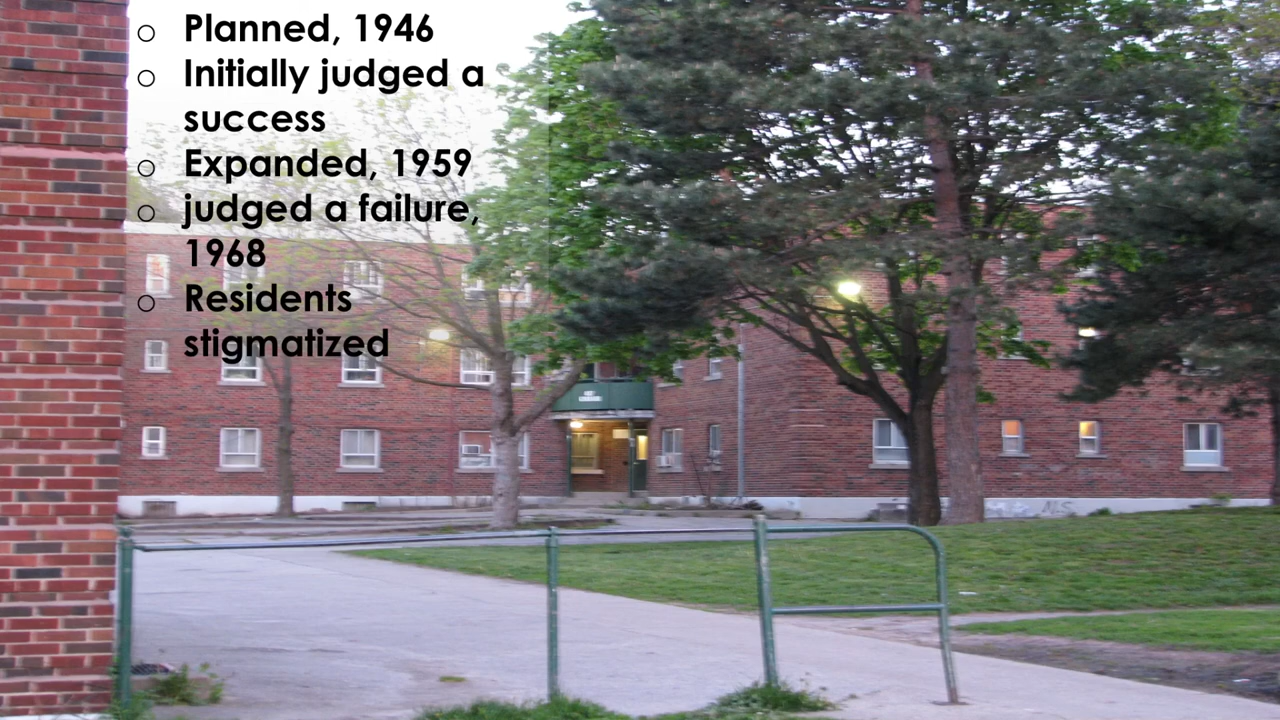 ○ Planned, 1946
○ Initially judged a
success
○ Expanded, 1959
○ judged a failure,
1968
○ Residents
stigmatized